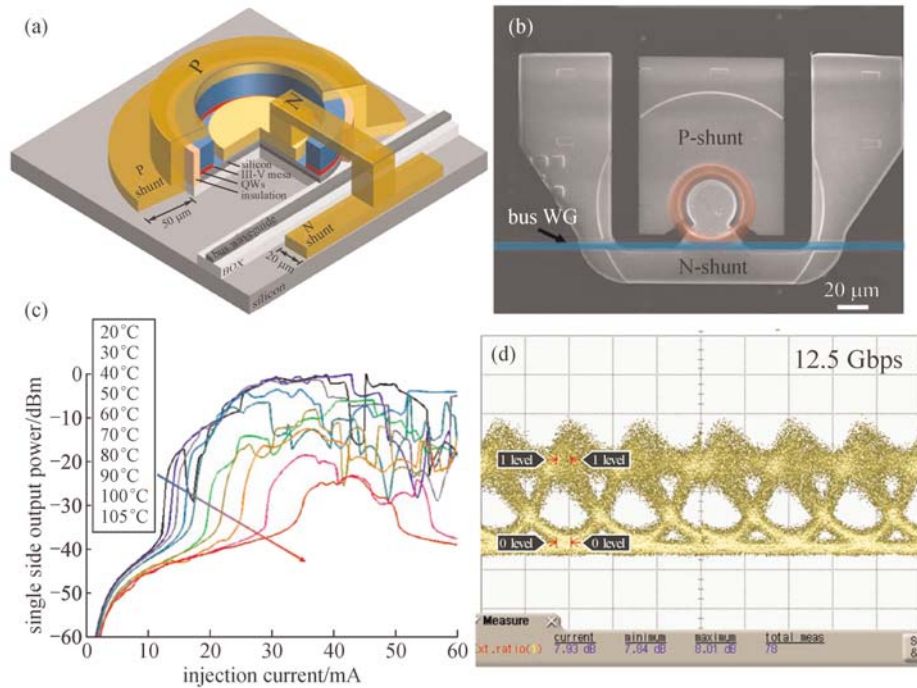 (a)
P
N
P
shunt
silicon
III-V mesa
QWs
insulation
50 μm
bus waveguide
BOX
N
shunt
20 μm
silicon
(b)
P-shunt
bus WG
N-shunt
20 μm
(c)
20°C
30°C
40°C
50°C
60°C
70°C
80°C
90°C
100°C
105°C
0
−10
−20
−30
−40
−50
−60
single side output power/dBm
0 10 20 30 40 50 60
injection current/mA
(d)
12.5 Gbps
1 level 1 level
0 level 0 level
Measure
current minimum maximum total meas
xt.ratio(1) 7.93 dB 7.84 dB 8.01 dB 78
S
&